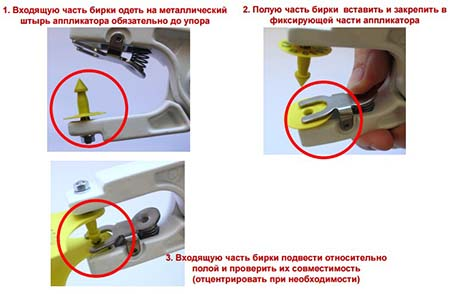 1. Входящую часть бирки одеть на металлический
штырь аппликатора обязательно до упора
2. Полую часть бирки вставить и закрепить в
фиксирующей части аппликатора
3. Входящую часть бирки подвести относительно
полой и проверить их совместимость
(отцентрировать при необходимости)